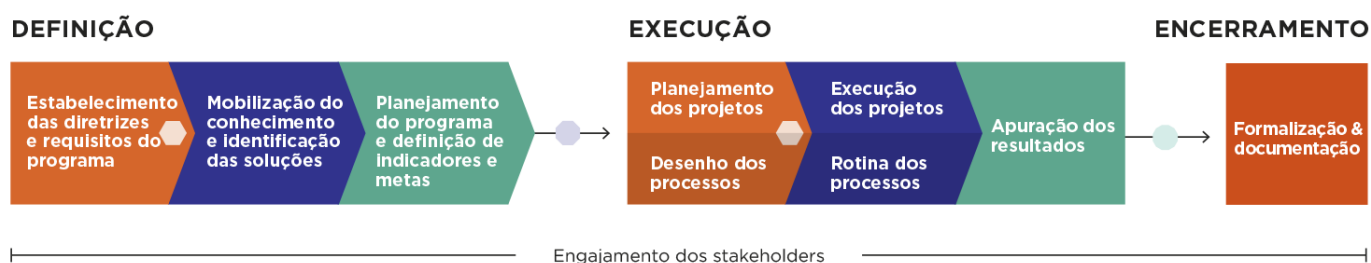 DEFINIÇÃO
Estabelecimento
das diretrizes
e requisitos do
programa
Mobilização do
conhecimento
e identificação
das soluções
Planejamento
do programa
e definição de
indicadores e
metas
EXECUÇÃO
Planejamento
dos projetos
Desenho dos
processos
Execução
dos projetos
Rotina dos
processos
Apuração dos
resultados
ENCERRAMENTO
Formalização &
documentação
Engajamento dos stakeholders